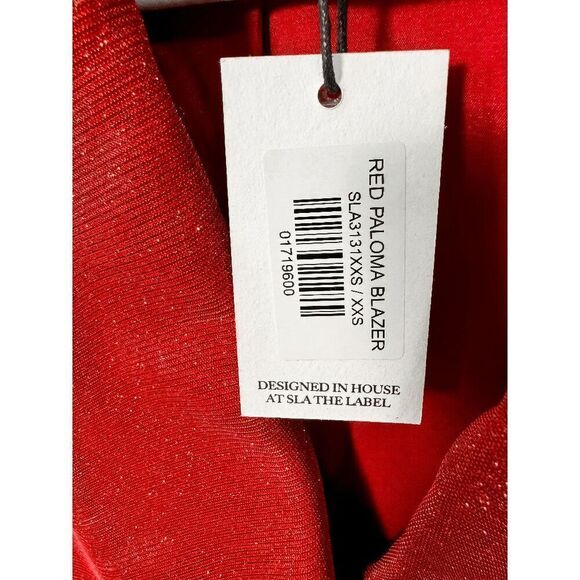 RED PALOMA BLAZER
SLA3131XXS / XXS
01719600
DESIGNED IN HOUSE
AT SLA THE LABEL